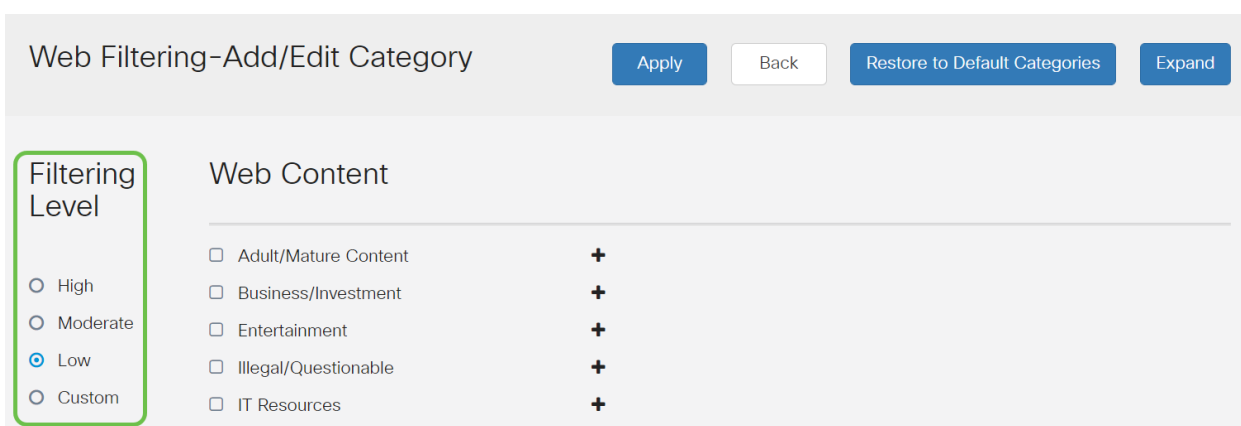 Web Filtering-Add/Edit Category
Apply
Back
Restore to Default Categories
Expand
Filtering
Level
High
Moderate
Low
Custom
Web Content
Adult/Mature Content
Business/Investment
Entertainment
Illegal/Questionable
IT Resources